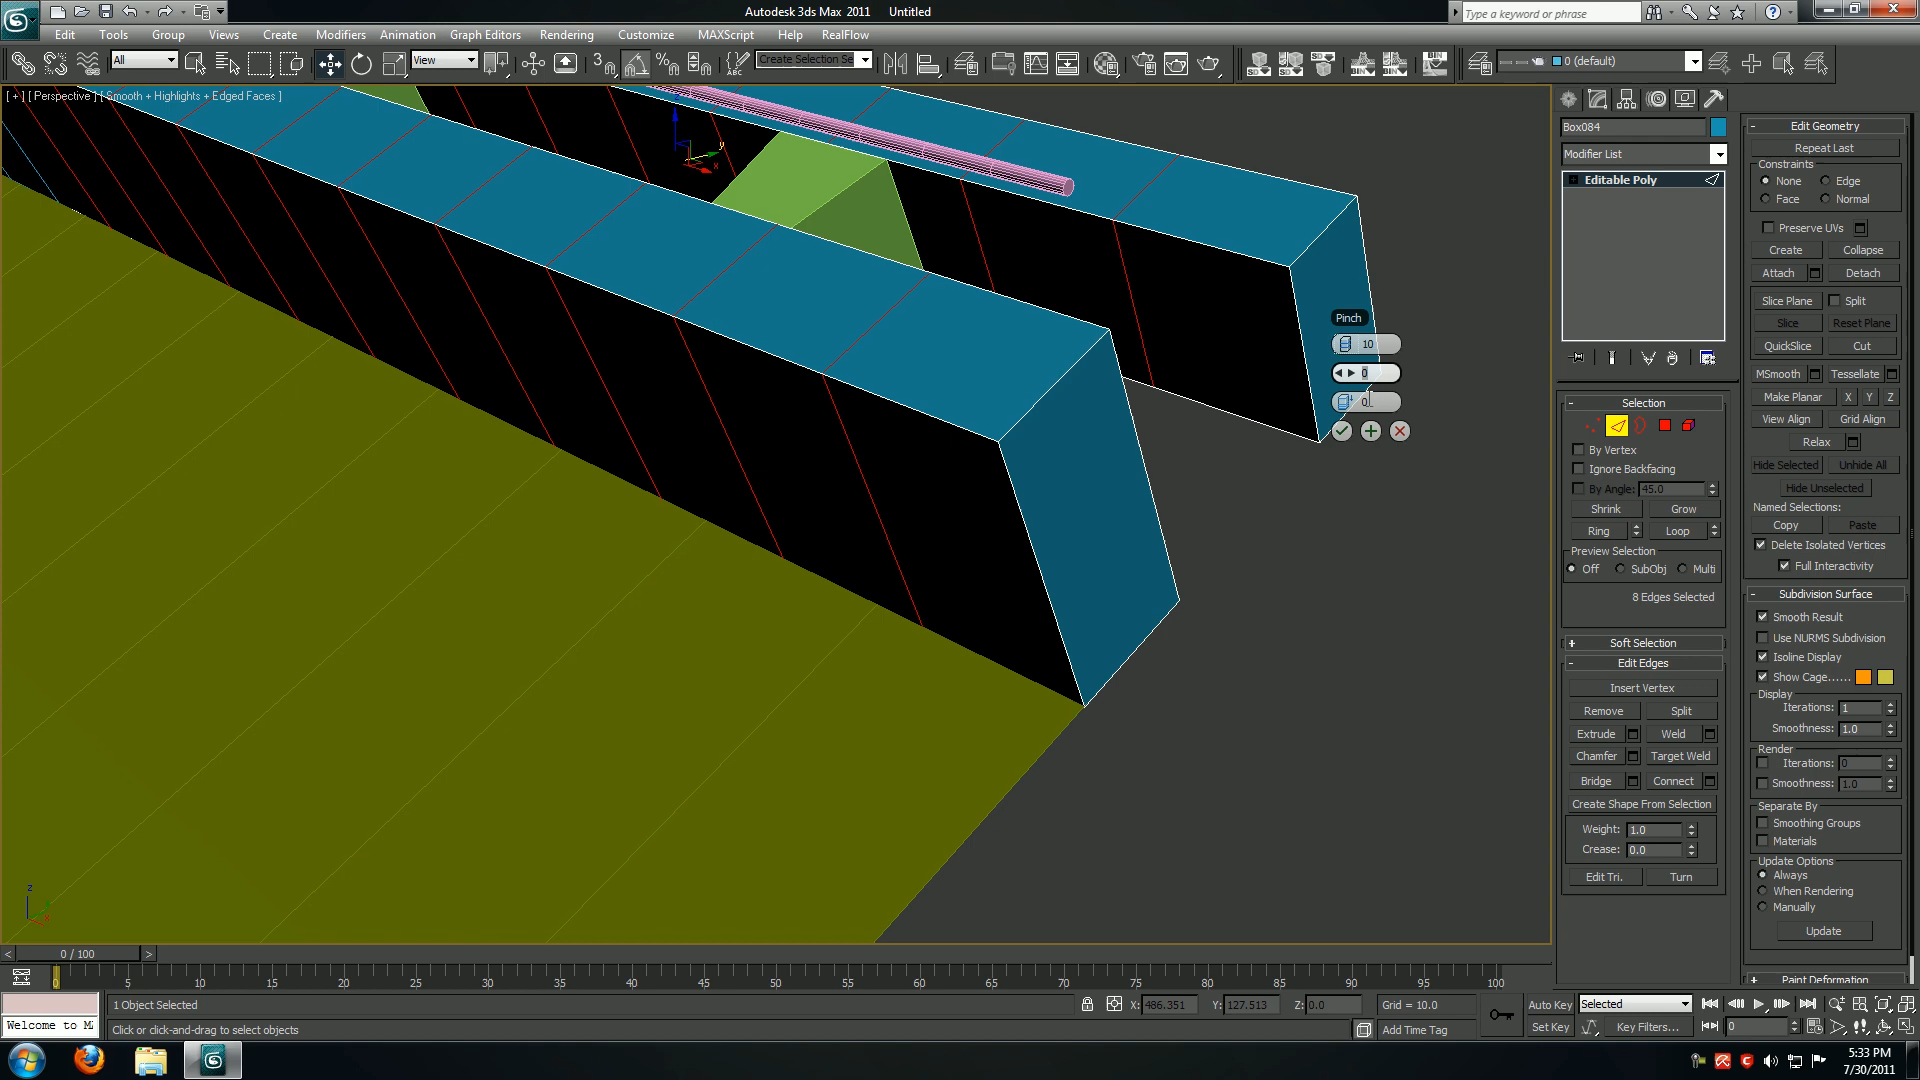 Autodesk 3ds Max 2011 Untitled
Type a keyword or phrase
Edit Tools Group Views Create Modifiers Animation Graph Editors Rendering Customize MAXScript Help RealFlow
All View 3 Create Selection Se 0 (default)
[ + ] [ Perspective ] [ Smooth + Highlights + Edged Faces ]
Box084
Modifier List
Editable Poly
Pinch
10
0
0
Selection
By Vertex
Ignore Backfacing
By Angle: 45.0
Shrink Grow
Ring Loop
Preview Selection
Off SubObj Multi
8 Edges Selected
Soft Selection
Edit Edges
Insert Vertex
Remove Split
Extrude Weld
Chamfer Target Weld
Bridge Connect
Create Shape From Selection
Weight: 1.0
Crease: 0.0
Edit Tri. Turn
Edit Geometry
Repeat Last
Constraints
None Edge
Face Normal
Preserve UVs
Create Collapse
Attach Detach
Slice Plane Split
Slice Reset Plane
QuickSlice Cut
MSmooth Tessellate
Make Planar X Y Z
View Align Grid Align
Relax
Hide Selected Unhide All
Hide Unselected
Named Selections:
Copy Paste
Delete Isolated Vertices
Full Interactivity
Subdivision Surface
Smooth Result
Use NURMS Subdivision
Isoline Display
Show Cage......
Display
Iterations: 1
Smoothness: 1.0
Render
Iterations: 0
Smoothness: 1.0
Separate By
Smoothing Groups
Materials
Update Options
Always
When Rendering
Manually
Update
Paint Deformation
z
y
x
< 0 / 100 >
0 5 10 15 20 25 30 35 40 45 50 55 60 65 70 75 80 85 90 95 100
1 Object Selected X: 486.351 Y: 127.513 Z: 0.0 Grid = 10.0 Auto Key Selected
Welcome to M Click or click-and-drag to select objects Add Time Tag Set Key Key Filters... 0
5:33 PM
7/30/2011